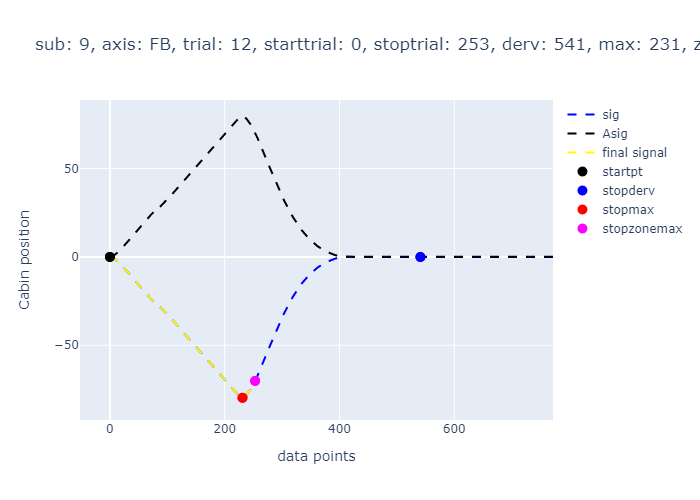 sub: 9, axis: FB, trial: 12, starttrial: 0, stoptrial: 253, derv: 541, max: 231, z
sig
Asig
final signal
startpt
stopderv
stopmax
stopzonemax
50
0
−50
Cabin position
0
200
400
600
data points